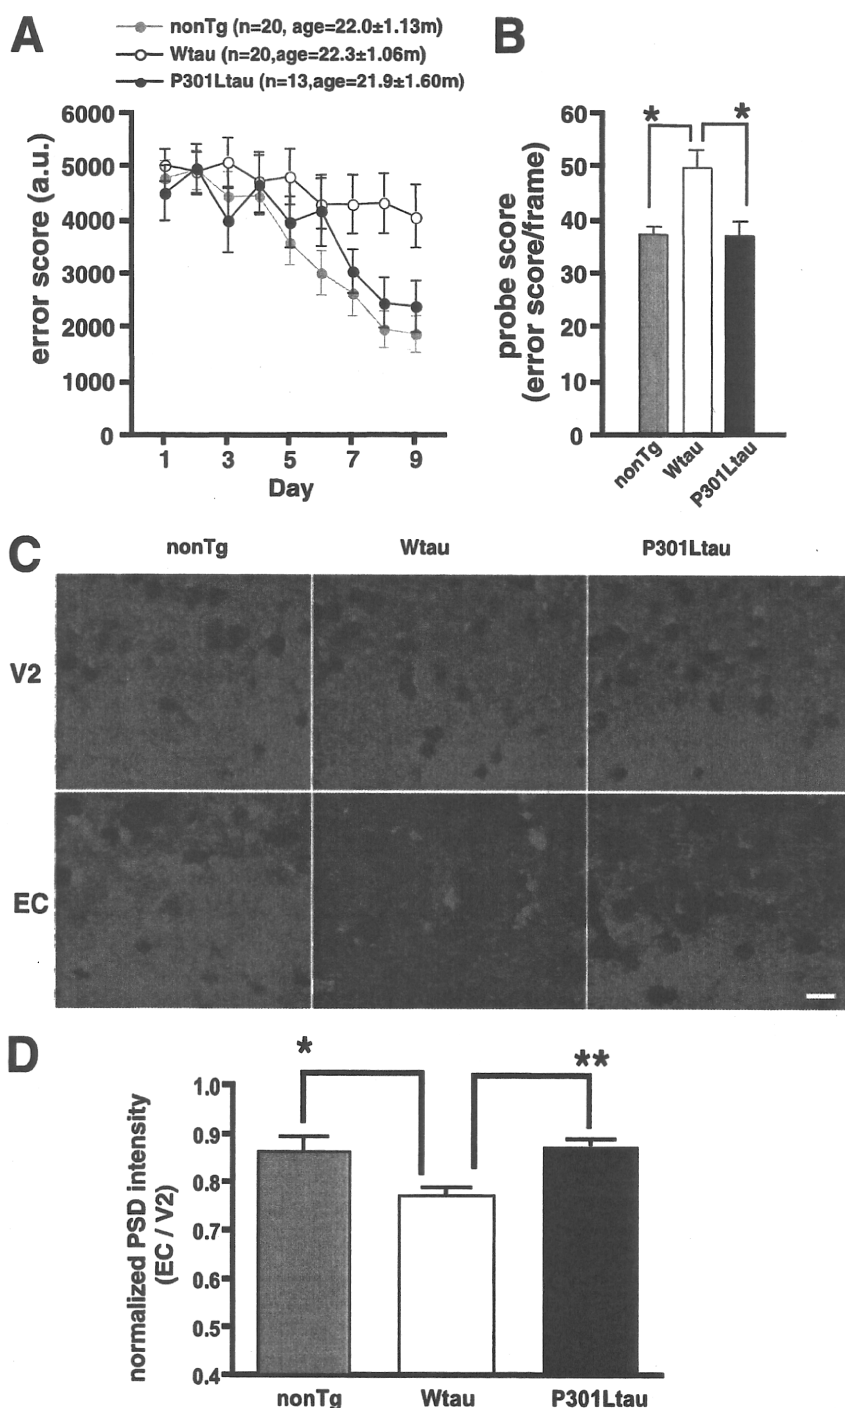 A
nonTg (n=20, age=22.0±1.13m)
Wtau (n=20,age=22.3±1.06m)
P301Ltau (n=13,age=21.9±1.60m)
error score (a.u.)
6000
5000
4000
3000
2000
1000
0
1 3 5 7 9
Day
B
probe score
(error score/frame)
60
50
40
30
20
10
0
* *
nonTg
Wtau
P301Ltau
C
nonTg Wtau P301Ltau
V2
EC
D
* **
normalized PSD intensity
(EC / V2)
1.0
0.9
0.8
0.7
0.6
0.5
0.4
nonTg Wtau P301Ltau